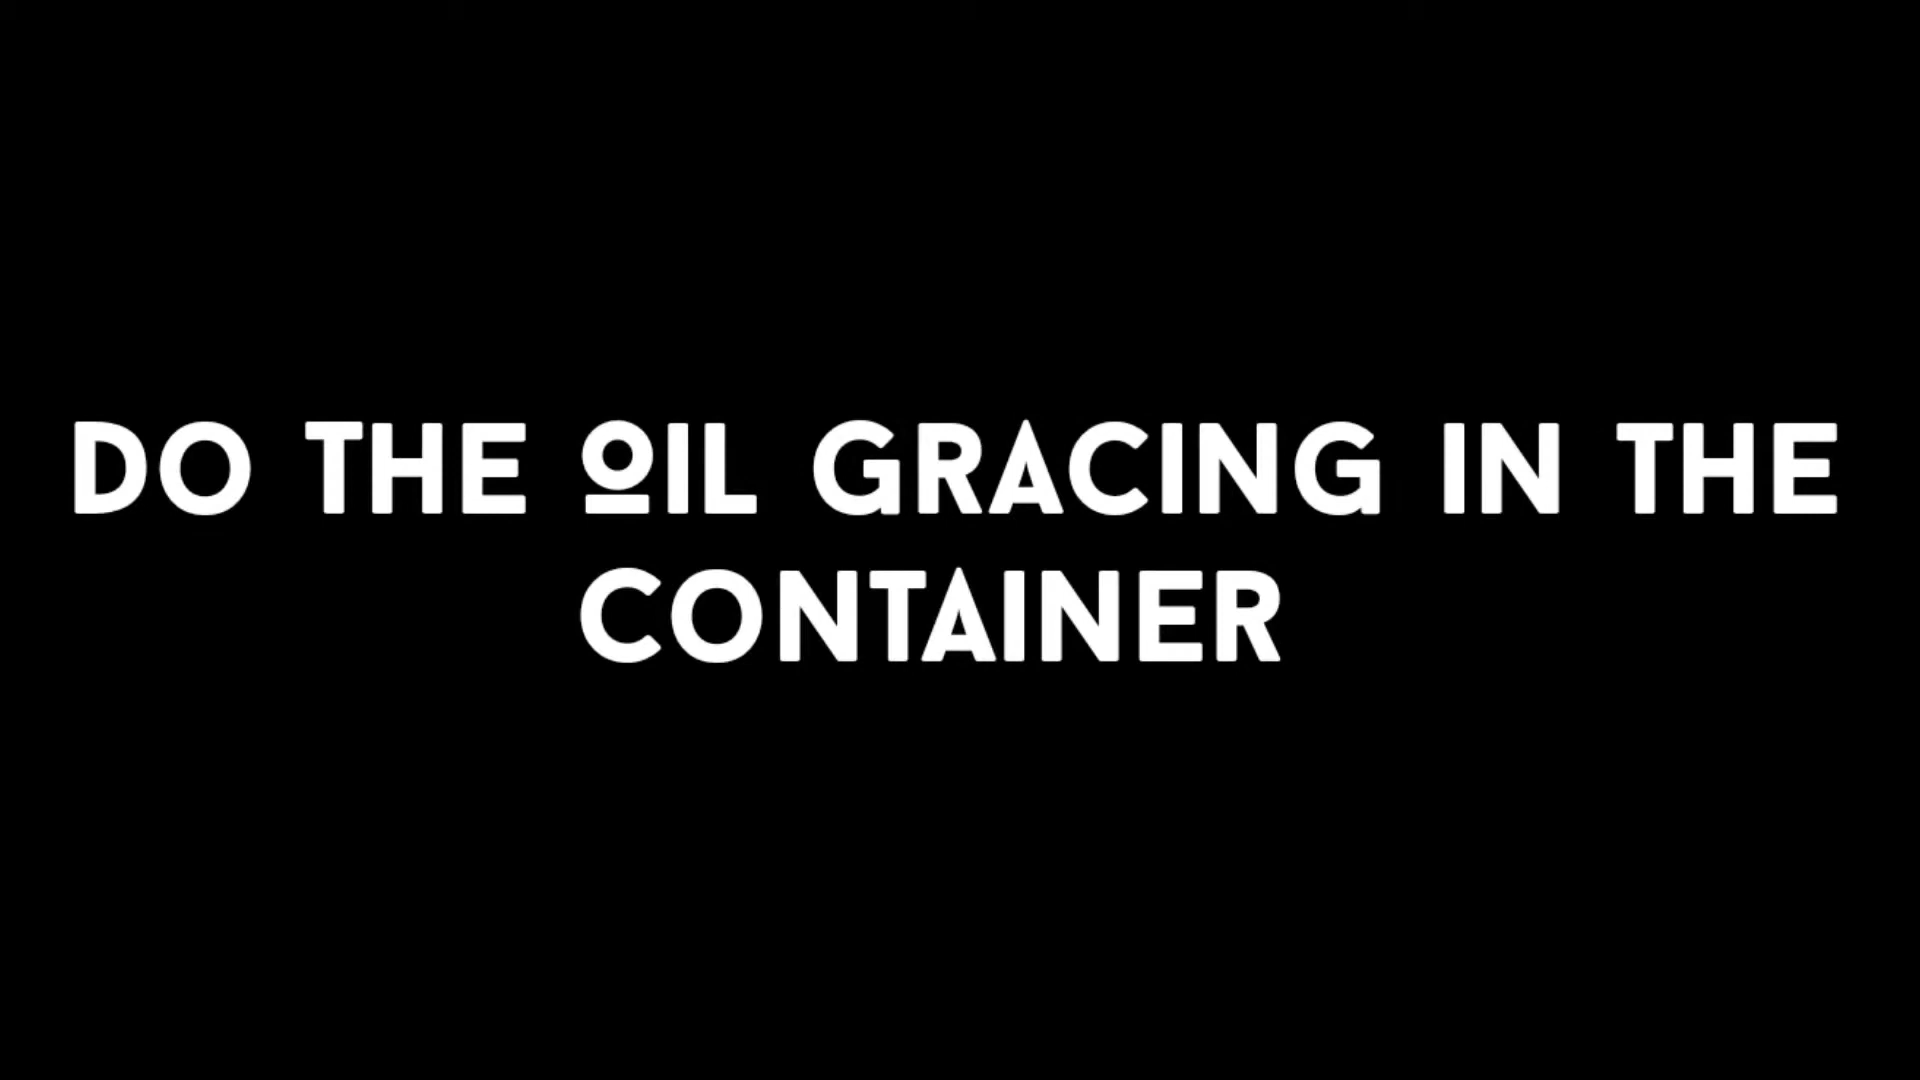 DO THE OIL GRACING IN THE
CONTAINER